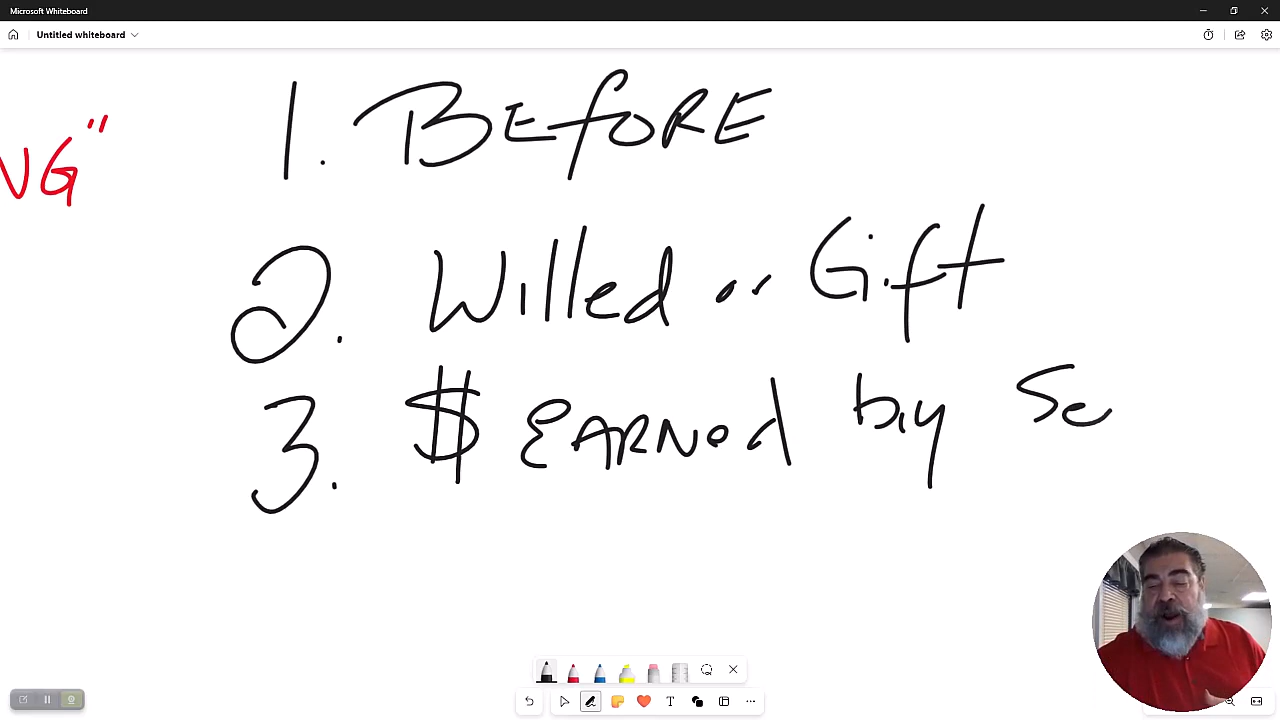 Microsoft Whiteboard
Untitled whiteboard
NG"
1. BEfORE
2. Willed or Gift
3. $ EARNed by Se
T